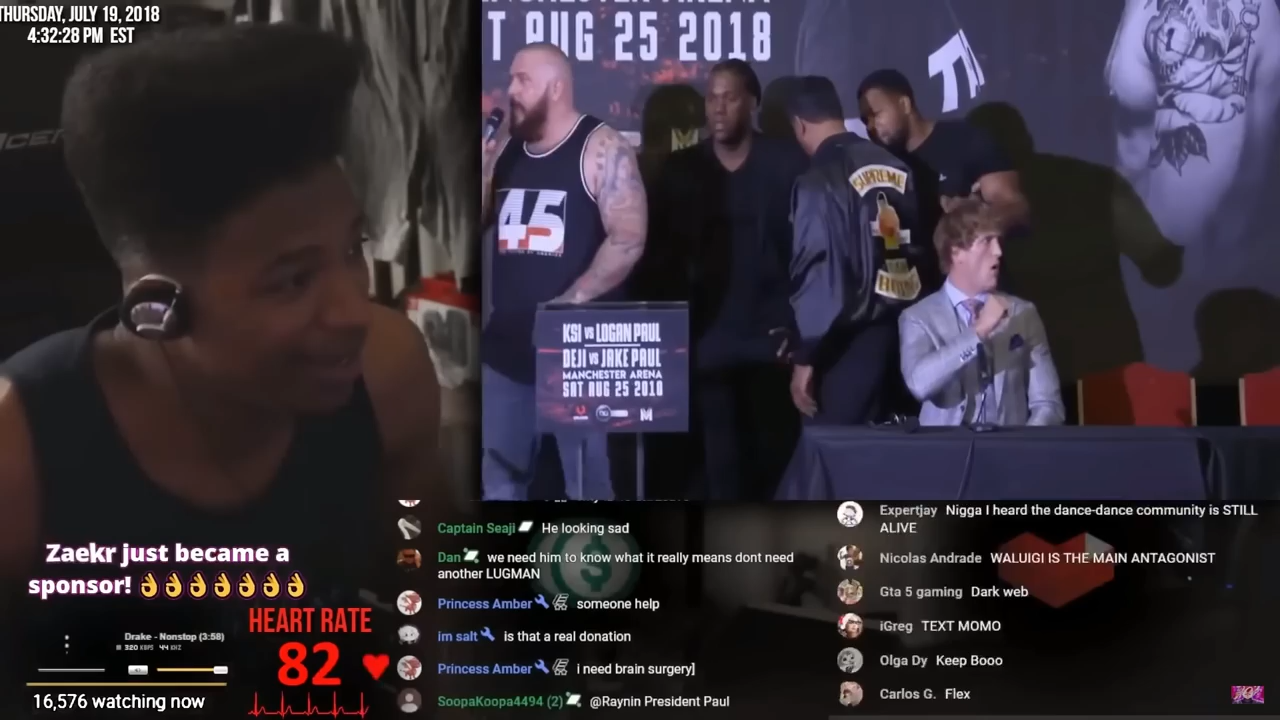 THURSDAY, JULY 19, 2018
4:32:28 PM EST
T AUG 25 2018
45
SUPREME
KSI vs LOGAN PAUL
DEJI vs JAKE PAUL
MANCHESTER ARENA
SAT AUG 25 2018
Captain Seaji He looking sad
Dan we need him to know what it really means dont need
another LUGMAN
Princess Amber someone help
im salt is that a real donation
Princess Amber i need brain surgery]
SoopaKoopa4494 (2) @Raynin President Paul
Expertjay Nigga I heard the dance-dance community is STILL
ALIVE
Nicolas Andrade WALUIGI IS THE MAIN ANTAGONIST
Gta 5 gaming Dark web
iGreg TEXT MOMO
Olga Dy Keep Booo
Carlos G. Flex
Zaekr just became a
sponsor! 👌👌👌👌👌👌👌
HEART RATE
82
Drake - Nonstop (3:58)
320 KBPS 44 KHZ
16,576 watching now